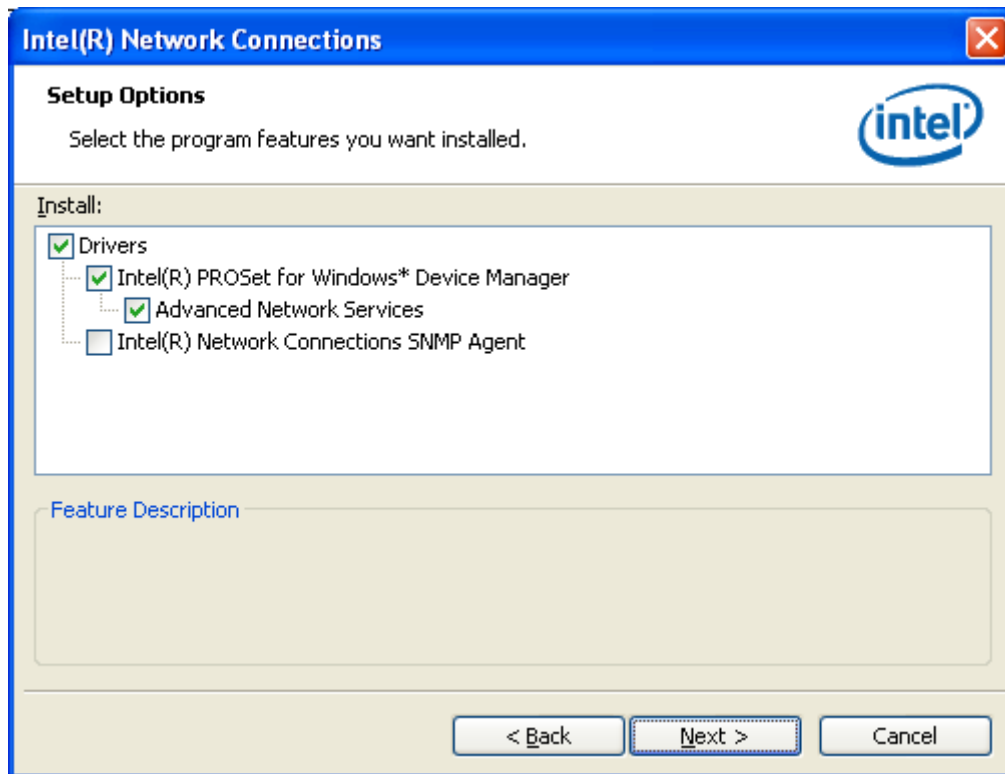 Intel(R) Network Connections
Setup Options
Select the program features you want installed.
intel
Install:
Drivers
Intel(R) PROSet for Windows* Device Manager
Advanced Network Services
Intel(R) Network Connections SNMP Agent
Feature Description
< Back
Next >
Cancel